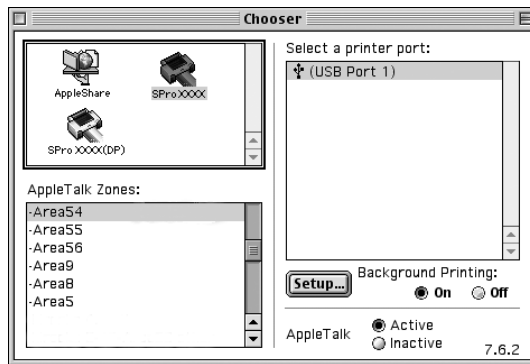 Chooser
AppleShare
SPro XXXX
SPro XXXX(DP)
AppleTalk Zones:
-Area54
-Area55
-Area56
-Area9
-Area8
-Area5
Select a printer port:
(USB Port 1)
Setup...
Background Printing:
On Off
AppleTalk
Active
Inactive
7.6.2